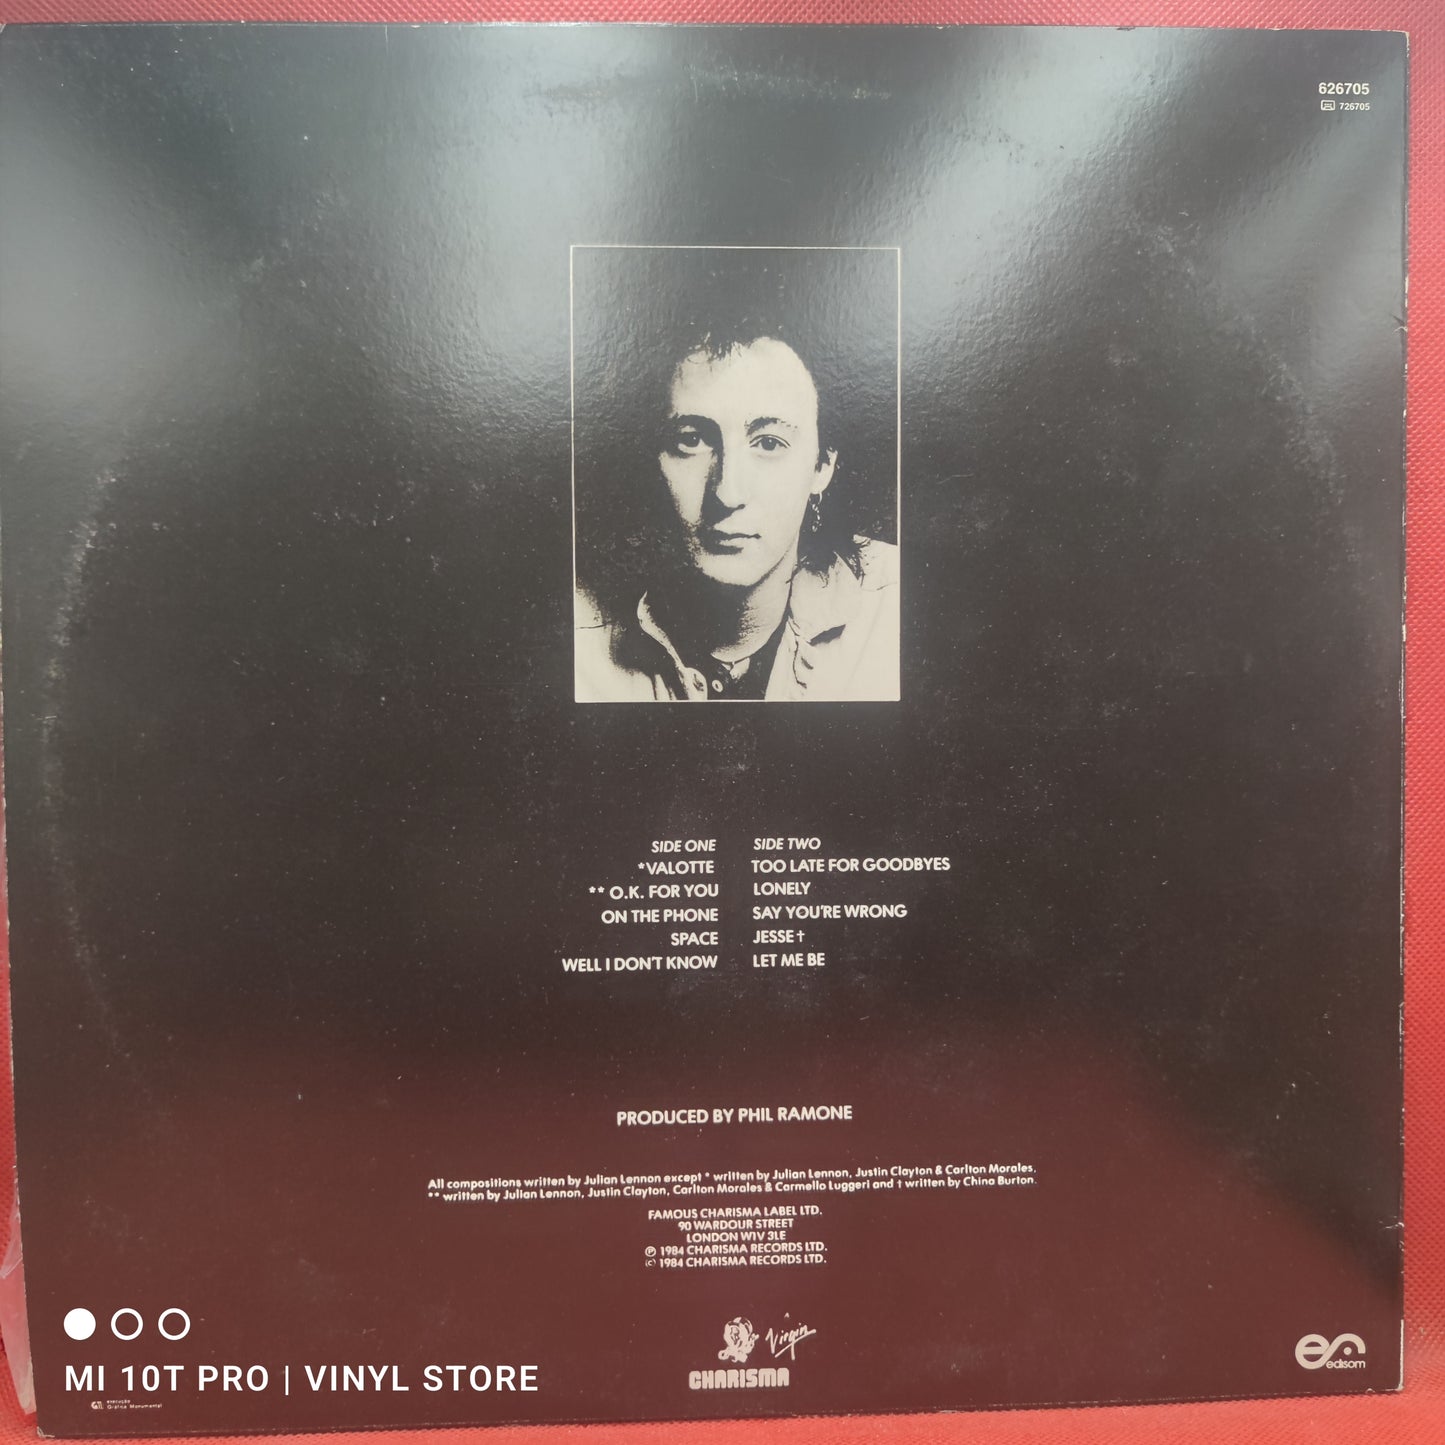 626705
726705
SIDE ONE
*VALOTTE
** O.K. FOR YOU
ON THE PHONE
SPACE
WELL I DON'T KNOW
SIDE TWO
TOO LATE FOR GOODBYES
LONELY
SAY YOU'RE WRONG
JESSE†
LET ME BE
PRODUCED BY PHIL RAMONE
All compositions written by Julian Lennon except * written by Julian Lennon, Justin Clayton & Carlton Morales,
** written by Julian Lennon, Justin Clayton, Carlton Morales & Carmello Luggeri and † written by China Burton.
FAMOUS CHARISMA LABEL LTD.
90 WARDOUR STREET
LONDON W1V 3LE
℗ 1984 CHARISMA RECORDS LTD.
© 1984 CHARISMA RECORDS LTD.
Virgin
CHARISMA
edisom
MI 10T PRO | VINYL STORE
execução
Gráfica Monumental